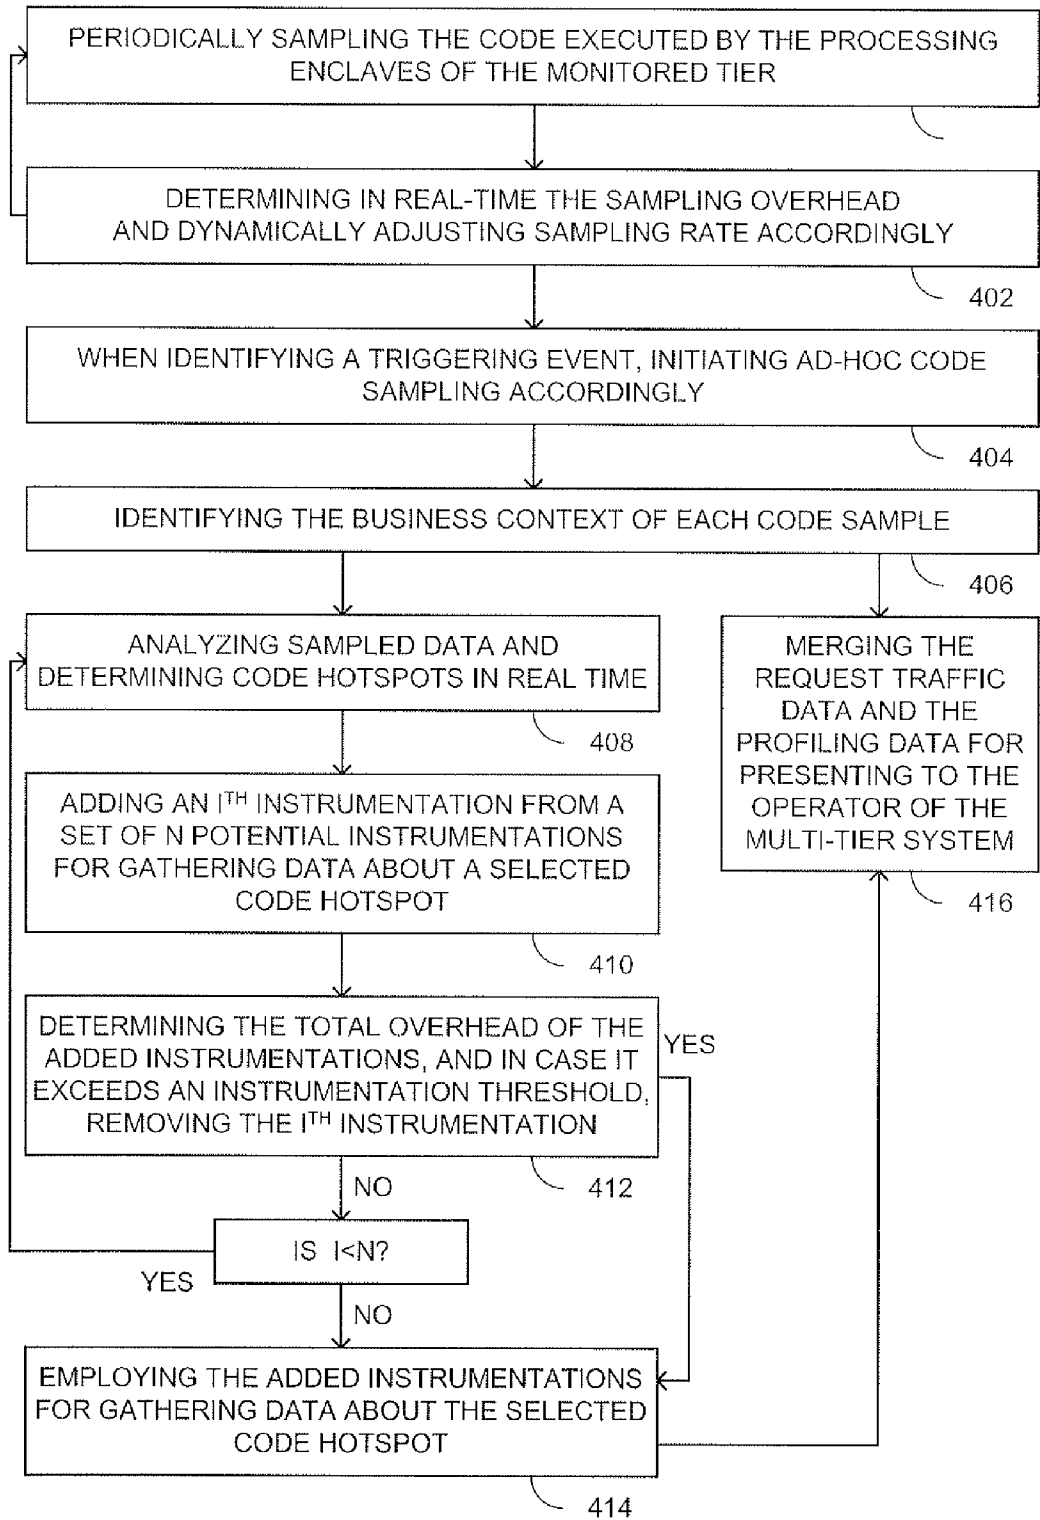 PERIODICALLY SAMPLING THE CODE EXECUTED BY THE PROCESSING
ENCLAVES OF THE MONITORED TIER
DETERMINING IN REAL-TIME THE SAMPLING OVERHEAD
AND DYNAMICALLY ADJUSTING SAMPLING RATE ACCORDINGLY
402
WHEN IDENTIFYING A TRIGGERING EVENT, INITIATING AD-HOC CODE
SAMPLING ACCORDINGLY
404
IDENTIFYING THE BUSINESS CONTEXT OF EACH CODE SAMPLE
406
ANALYZING SAMPLED DATA AND
DETERMINING CODE HOTSPOTS IN REAL TIME
408
ADDING AN ITH INSTRUMENTATION FROM A
SET OF N POTENTIAL INSTRUMENTATIONS
FOR GATHERING DATA ABOUT A SELECTED
CODE HOTSPOT
410
DETERMINING THE TOTAL OVERHEAD OF THE
ADDED INSTRUMENTATIONS, AND IN CASE IT
EXCEEDS AN INSTRUMENTATION THRESHOLD,
REMOVING THE ITH INSTRUMENTATION
YES
412
NO
IS I<N?
YES
NO
EMPLOYING THE ADDED INSTRUMENTATIONS
FOR GATHERING DATA ABOUT THE SELECTED
CODE HOTSPOT
414
MERGING THE
REQUEST TRAFFIC
DATA AND THE
PROFILING DATA FOR
PRESENTING TO THE
OPERATOR OF THE
MULTI-TIER SYSTEM
416